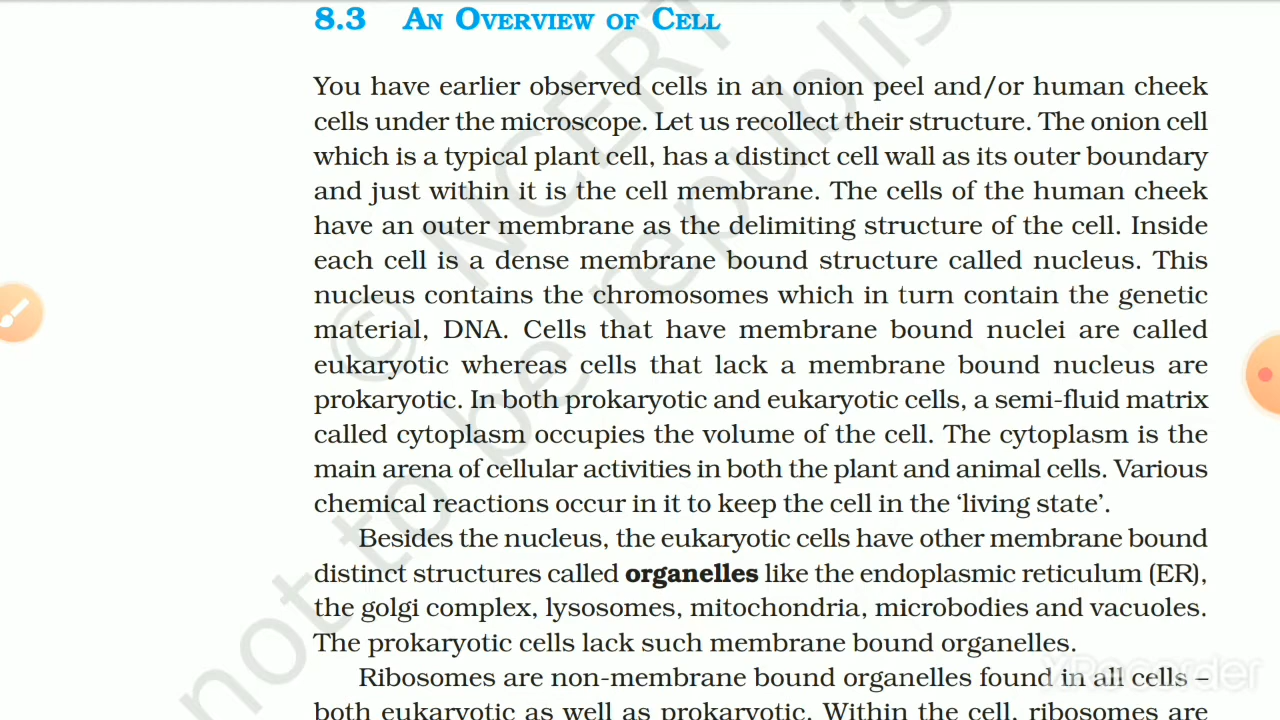 8.3 AN OVERVIEW OF CELL
You have earlier observed cells in an onion peel and/or human cheek
cells under the microscope. Let us recollect their structure. The onion cell
which is a typical plant cell, has a distinct cell wall as its outer boundary
and just within it is the cell membrane. The cells of the human cheek
have an outer membrane as the delimiting structure of the cell. Inside
each cell is a dense membrane bound structure called nucleus. This
nucleus contains the chromosomes which in turn contain the genetic
material, DNA. Cells that have membrane bound nuclei are called
eukaryotic whereas cells that lack a membrane bound nucleus are
prokaryotic. In both prokaryotic and eukaryotic cells, a semi-fluid matrix
called cytoplasm occupies the volume of the cell. The cytoplasm is the
main arena of cellular activities in both the plant and animal cells. Various
chemical reactions occur in it to keep the cell in the ‘living state’.
Besides the nucleus, the eukaryotic cells have other membrane bound
distinct structures called organelles like the endoplasmic reticulum (ER),
the golgi complex, lysosomes, mitochondria, microbodies and vacuoles.
The prokaryotic cells lack such membrane bound organelles.
Ribosomes are non-membrane bound organelles found in all cells –
both eukaryotic as well as prokaryotic. Within the cell, ribosomes are
© NCERT
not to be republis
XRecorder